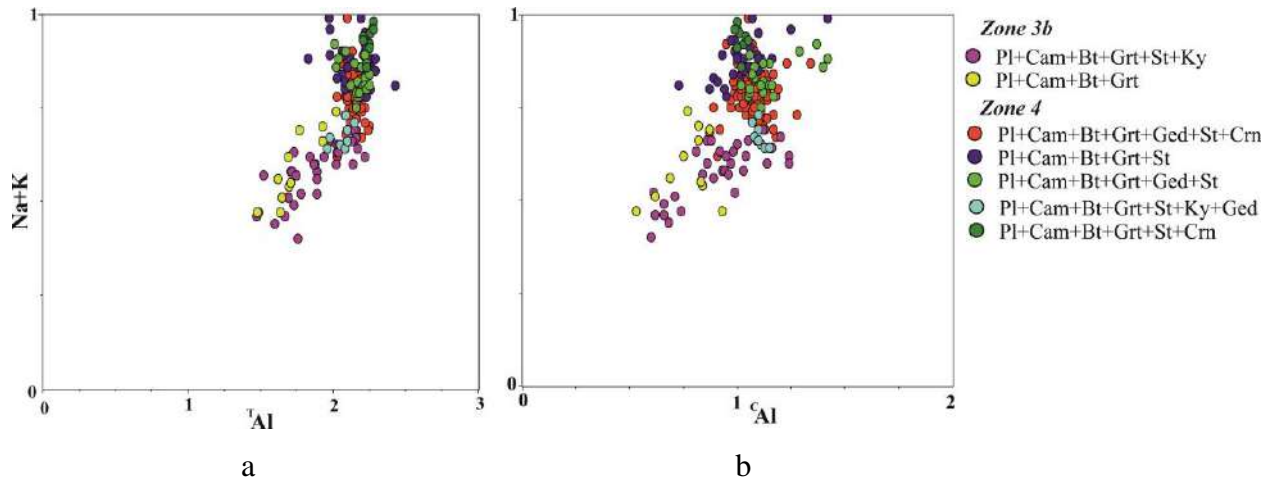 1
Na+K
0
0
1
2
3
ᵀAl
a
1
0
0
1
2
ᶜAl
b
Zone 3b
Pl+Cam+Bt+Grt+St+Ky
Pl+Cam+Bt+Grt
Zone 4
Pl+Cam+Bt+Grt+Ged+St+Crn
Pl+Cam+Bt+Grt+St
Pl+Cam+Bt+Grt+Ged+St
Pl+Cam+Bt+Grt+St+Ky+Ged
Pl+Cam+Bt+Grt+St+Crn